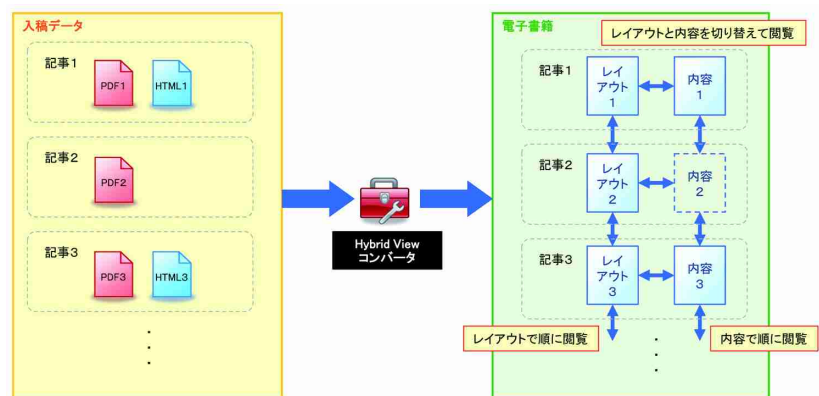 入稿データ
記事1
PDF1
HTML1
記事2
PDF2
記事3
PDF3
HTML3
Hybrid View
コンバータ
電子書籍
レイアウトと内容を切り替えて閲覧
記事1
レイ
アウト
1
内容
1
記事2
レイ
アウト
2
内容
2
記事3
レイ
アウト
3
内容
3
レイアウトで順に閲覧
内容で順に閲覧